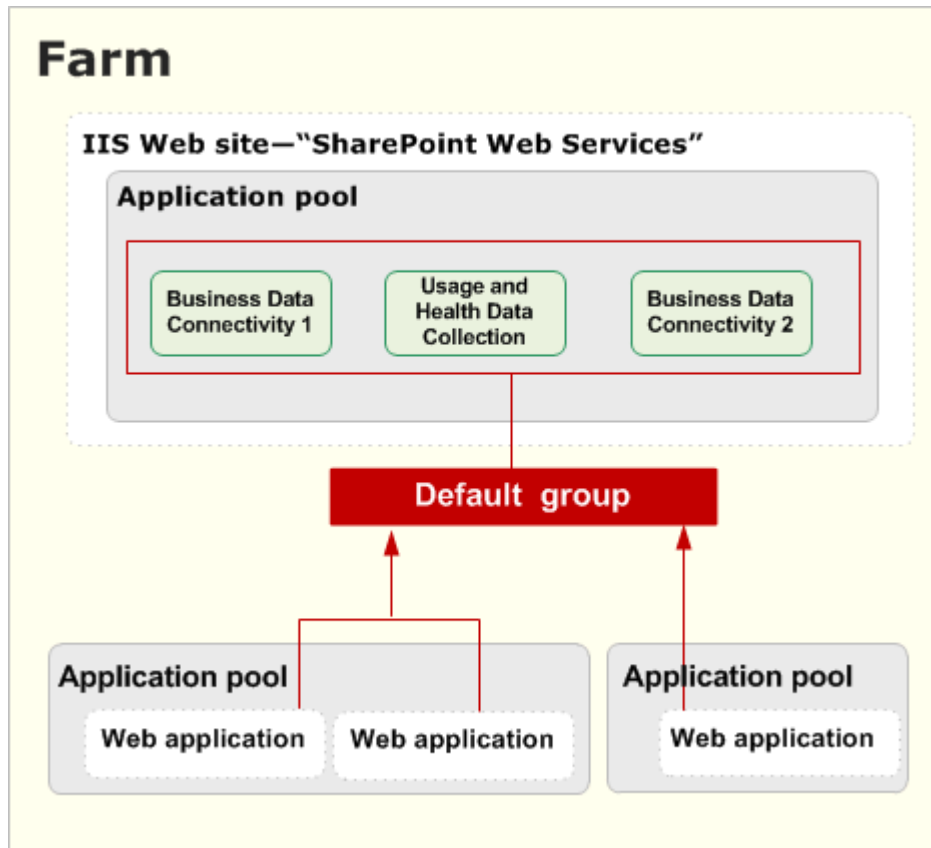 Farm
IIS Web site—“SharePoint Web Services”
Application pool
Business Data
Connectivity 1
Usage and
Health Data
Collection
Business Data
Connectivity 2
Default group
Application pool
Web application
Web application
Application pool
Web application